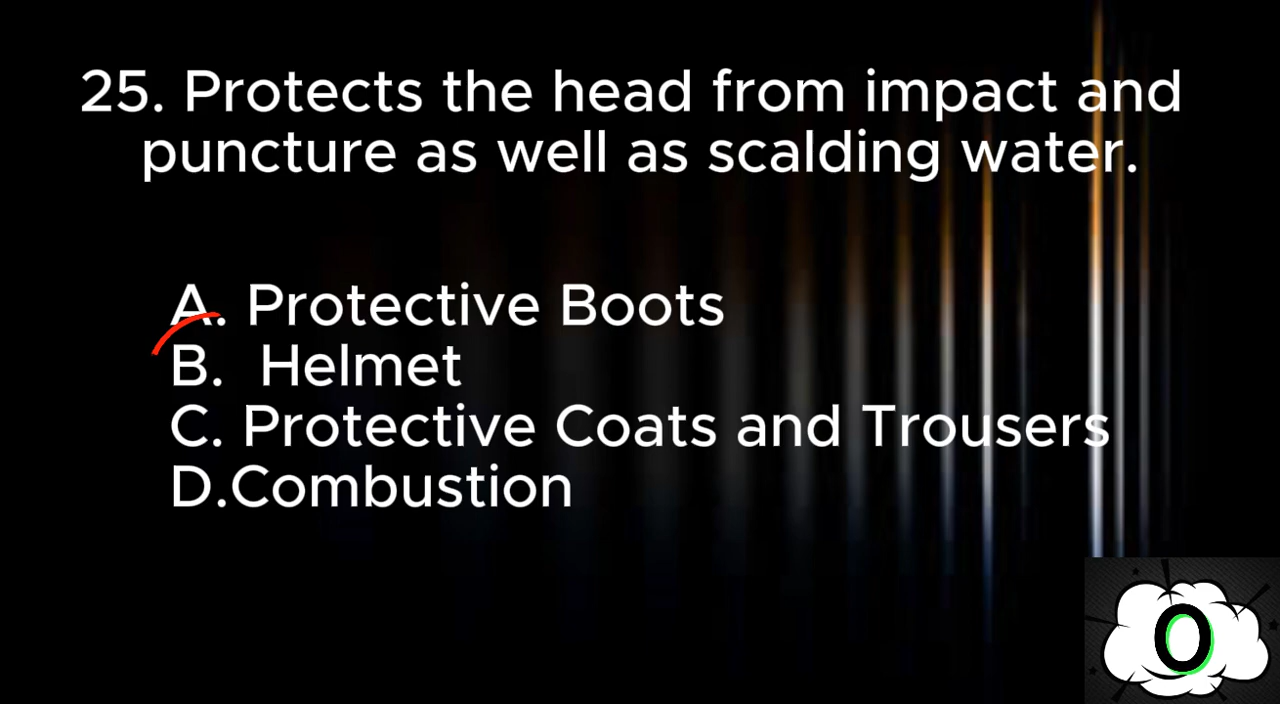 25. Protects the head from impact and
puncture as well as scalding water.
A. Protective Boots
B. Helmet
C. Protective Coats and Trousers
D.Combustion
0